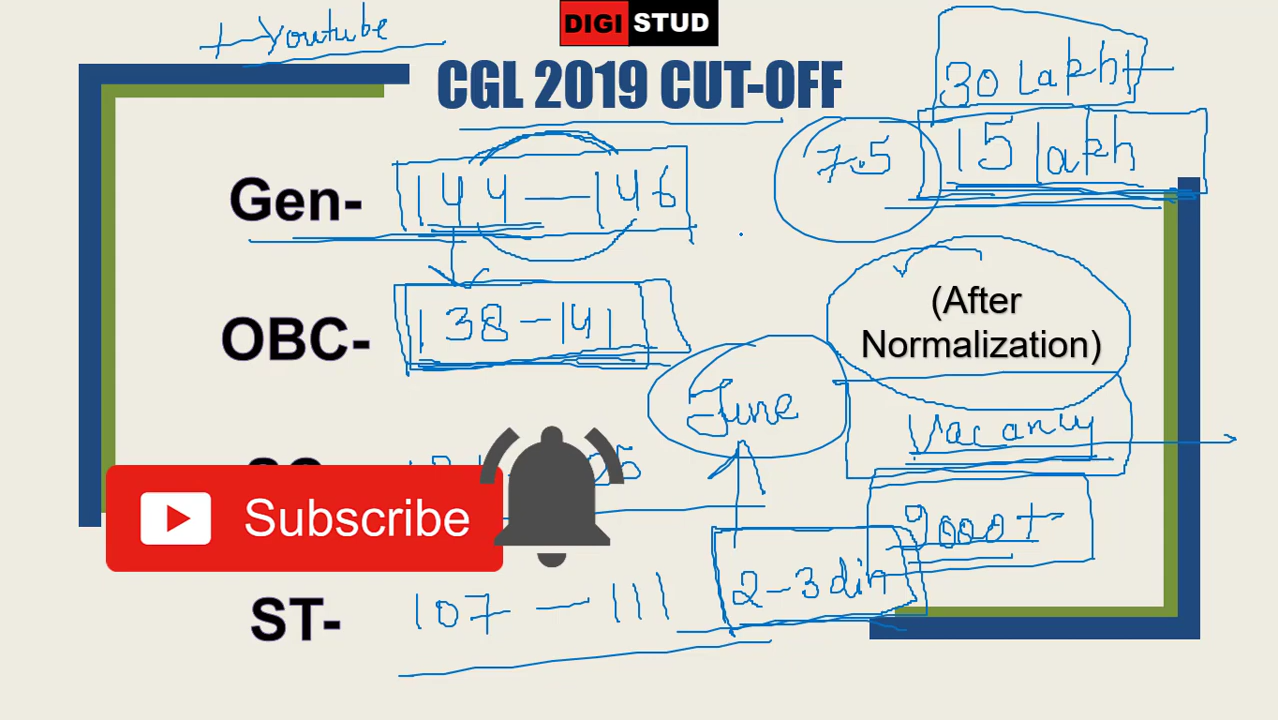 + Youtube
DIGI STUD
CGL 2019 CUT-OFF
30 Lakh+
15 lakh
7.5
Gen- 144 - 146
(After
Normalization)
OBC- 138 - 141
June
Vacancy
9000+
Subscribe
2-3 din
ST- 107 - 111